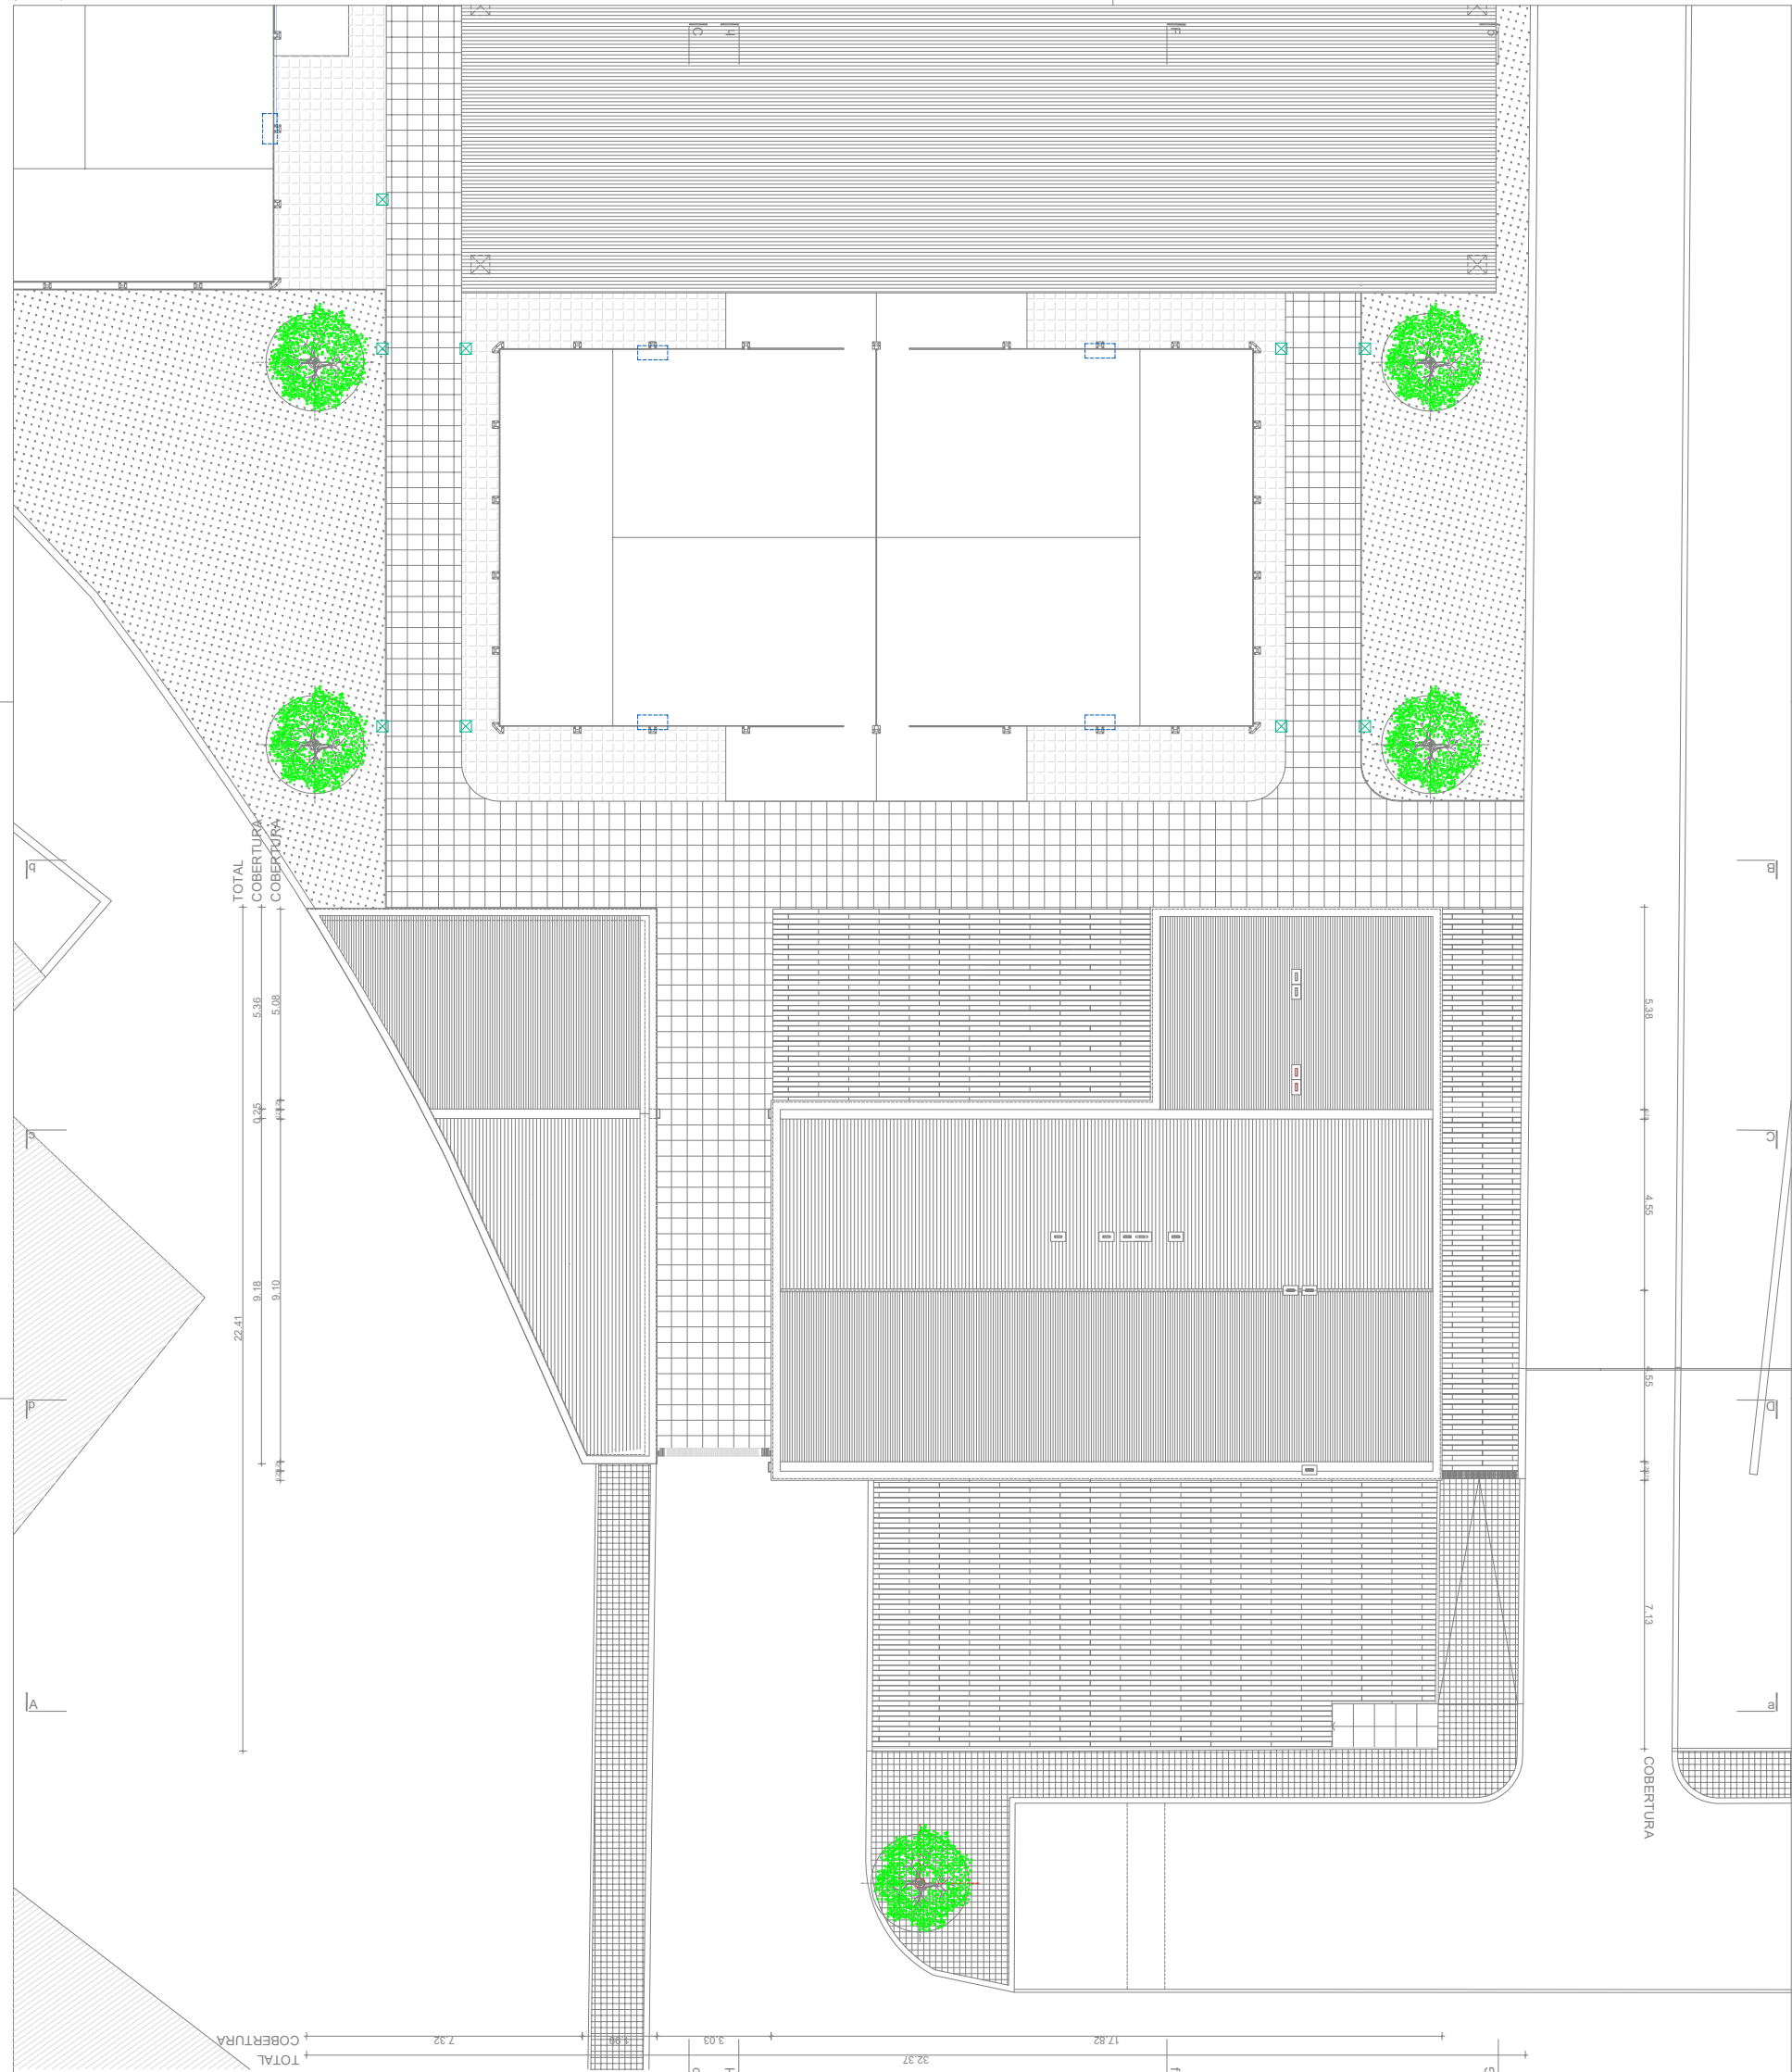 C
F
b
B
c
C
d
D
A
a
TOTAL
COBERTURA
COBERTURA
5.36
5.08
0.25
9.18
9.10
22.41
5.38
4.55
4.55
7.13
COBERTURA
COBERTURA
7.32
1.99
3.03
17.82
TOTAL
32.37